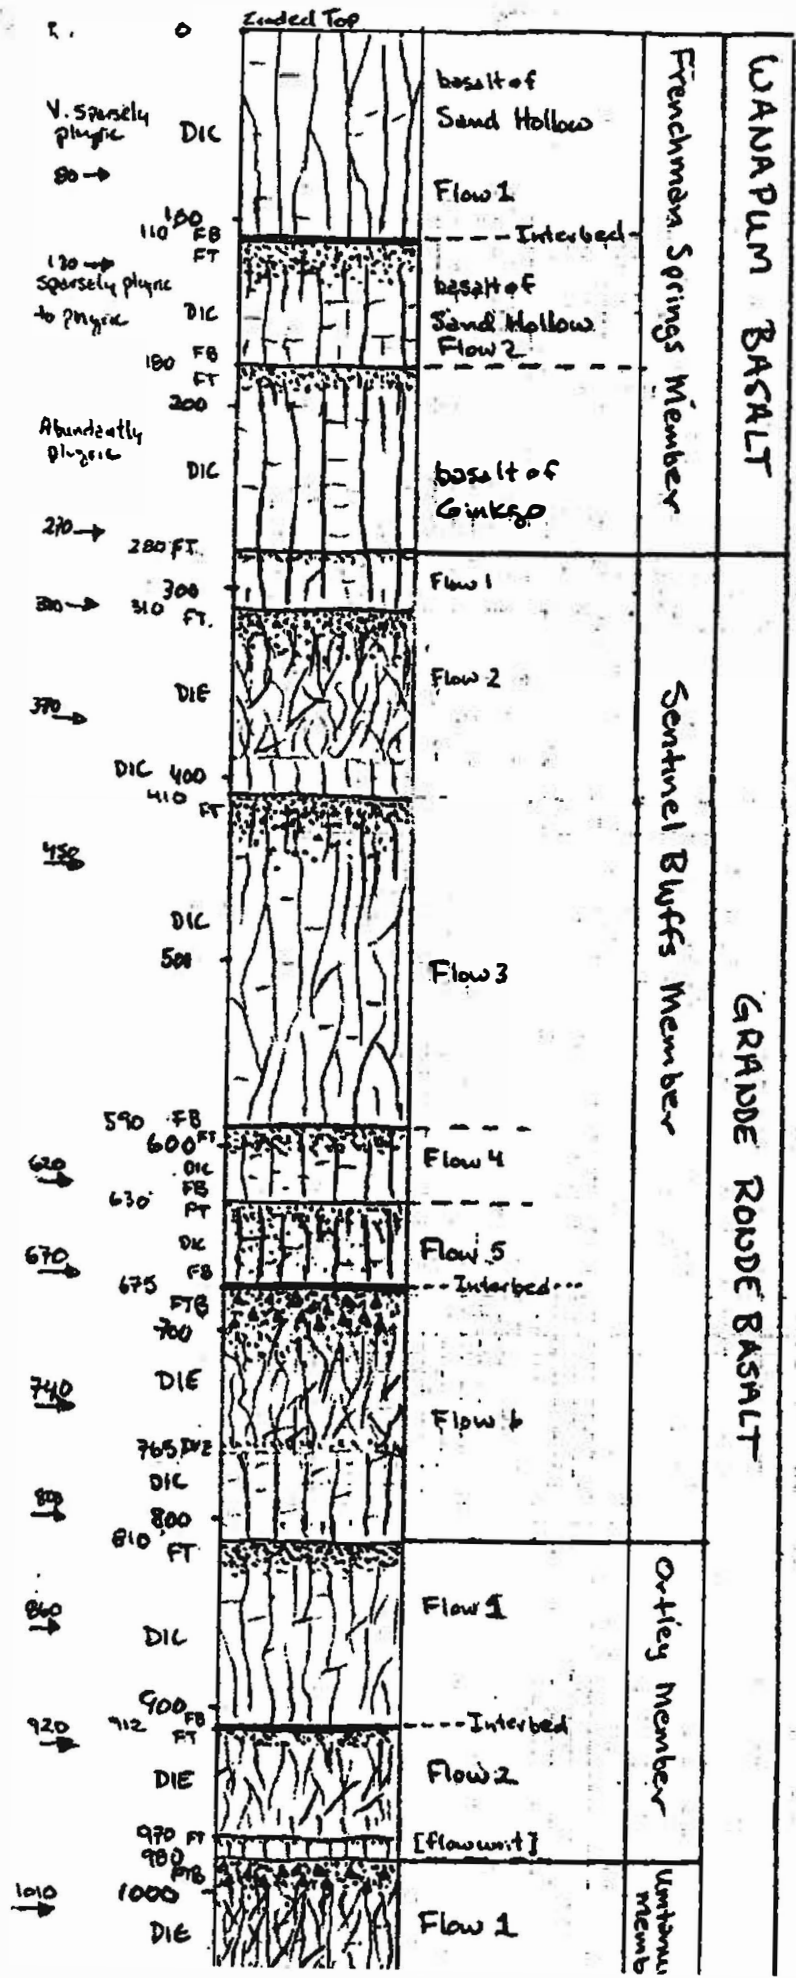 0
Eroded Top
V. sparsely
phyric
DIC
basalt of
Sand Hollow
80 →
Flow 1
100
110 FB
Interbed
FT
130 →
sparsely phyric
to phyric
DIC
basalt of
Sand Hollow
Flow 2
FB
180
FT
200
Abundantly
phyric
DIC
basalt of
Ginkgo
270 →
280 FT.
Frenchman Springs Member
WANAPUM BASALT
300
Flow 1
310 FT.
DIE
Flow 2
370 →
DIC 400
410
FT
450 →
DIC
500
Flow 3
590 FB
600 FT
Flow 4
620 →
DIC
FB
630
FT
DIC
Flow 5
670 →
FB
675
Interbed
FTB
700
740 →
DIE
Flow 6
765
DIC
800 →
800
810
Sentinel Bluffs Member
GRANDE RONDE BASALT
FT
Flow 1
860 →
DIC
900
FB
912
Interbed
FT
920 →
DIE
Flow 2
970 FT
[flow unit]
980
Ortley Member
FTB
1000
1010 →
DIE
Flow 1
Umtanum
Memb